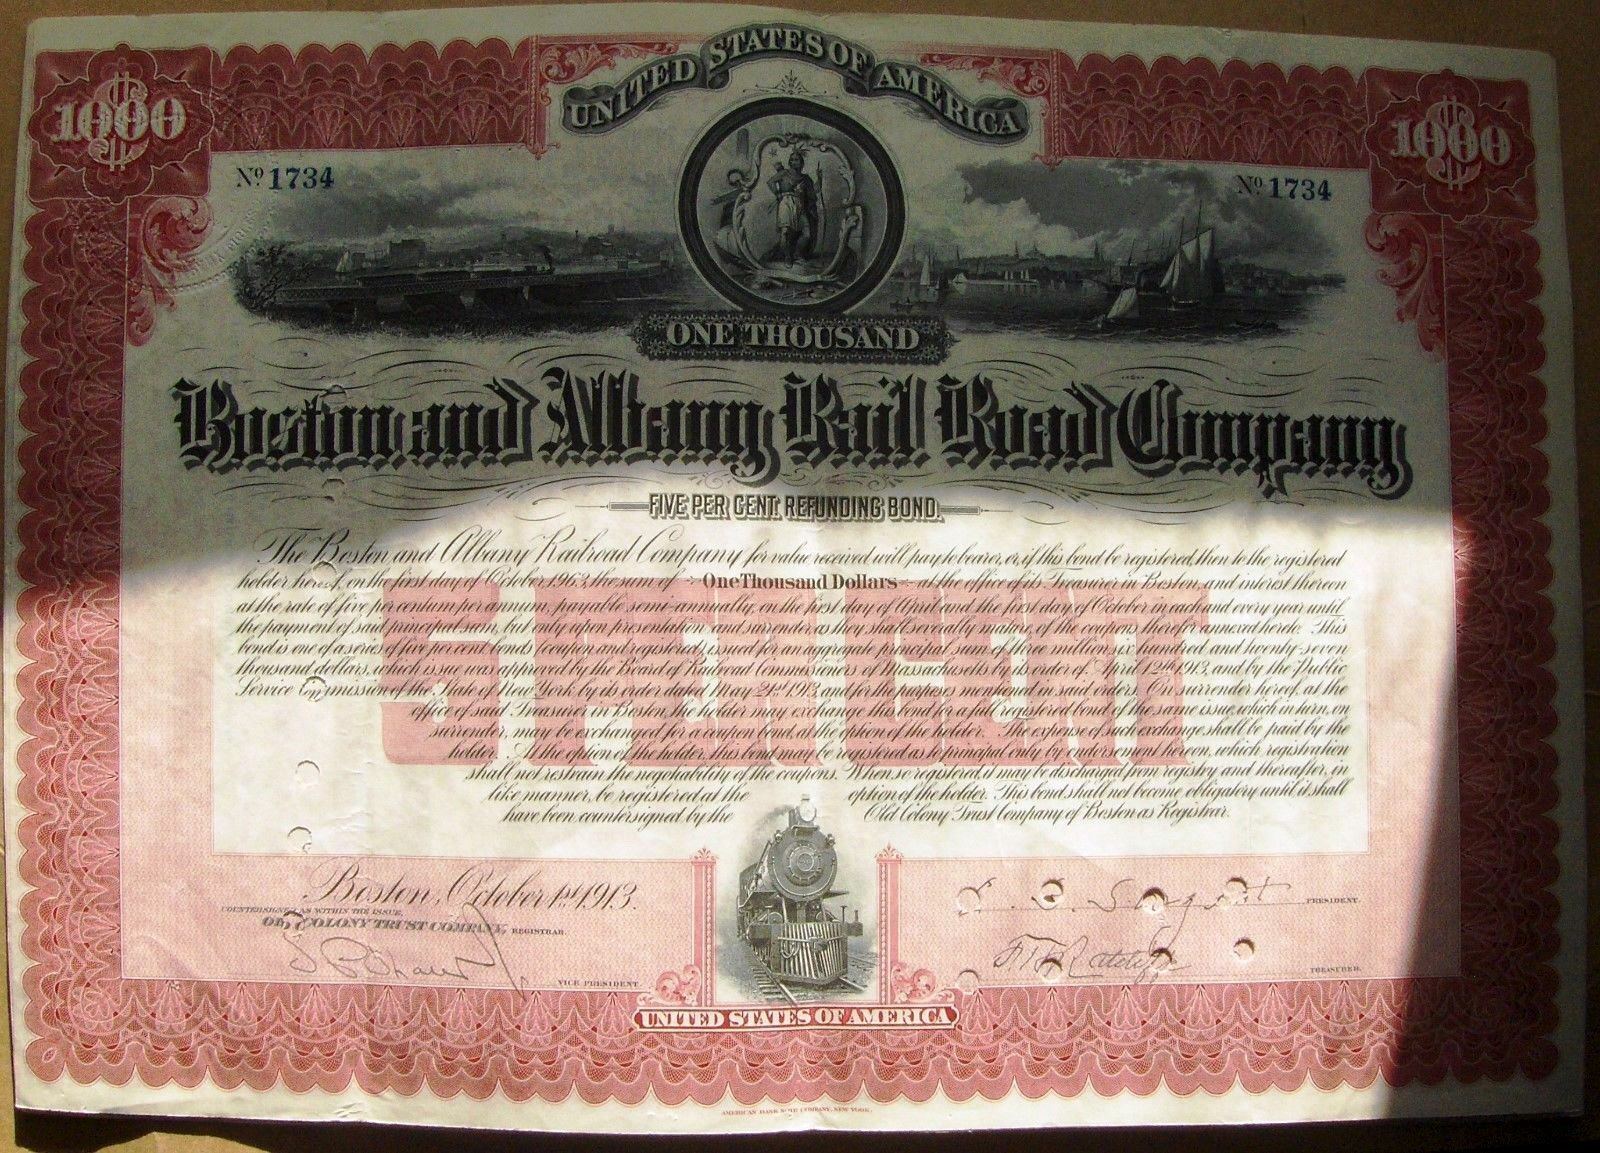 UNITED STATES OF AMERICA
1000 1000
Nº 1734 Nº 1734
ONE THOUSAND
Boston and Albany Rail Road Company
FIVE PER CENT. REFUNDING BOND.
5 PER CENT
The Boston and Albany Railroad Company for value received will pay to bearer, or, if this bond be registered, then to the registered
holder hereof, on the first day of October 1963, the sum of One Thousand Dollars at the office of its Treasurer in Boston, and interest thereon
at the rate of five per centum per annum, payable semi-annually, on the first day of April and the first day of October in each and every year until
the payment of said principal sum, but only upon presentation and surrender, as they shall severally mature, of the coupons therefor annexed hereto. This
bond is one of a series of five per cent bonds (coupon and registered), issued for an aggregate principal sum of three million six hundred and twenty-seven
thousand dollars, which issue was approved by the Board of Railroad Commissioners of Massachusetts by order of April 12th 1913, and by the Public
Service Commission of the State of New York by its order dated May 21st 1913, and for the purposes mentioned in said orders. On surrender hereof, at the
office of said Treasurer in Boston, the holder may exchange this bond for a full registered bond of the same issue, which in turn, on
surrender, may be exchanged for a coupon bond, at the option of the holder. The expense of such exchange shall be paid by the
holder. At the option of the holder, this bond may be registered as to principal only by endorsement hereon, which registration
shall not restrain the negotiability of the coupons. When so registered, it may be discharged from registry and thereafter, in
like manner, be registered at the option of the holder. This bond shall not become obligatory until it shall
have been countersigned by the Old Colony Trust Company of Boston as Registrar.
Boston, October 1st, 1913.
COUNTERSIGNED AS WITHIN THE ISSUE,
OLD COLONY TRUST COMPANY, REGISTRAR.
VICE PRESIDENT.
PRESIDENT.
TREASURER.
UNITED STATES OF AMERICA
AMERICAN BANK NOTE COMPANY, NEW YORK.